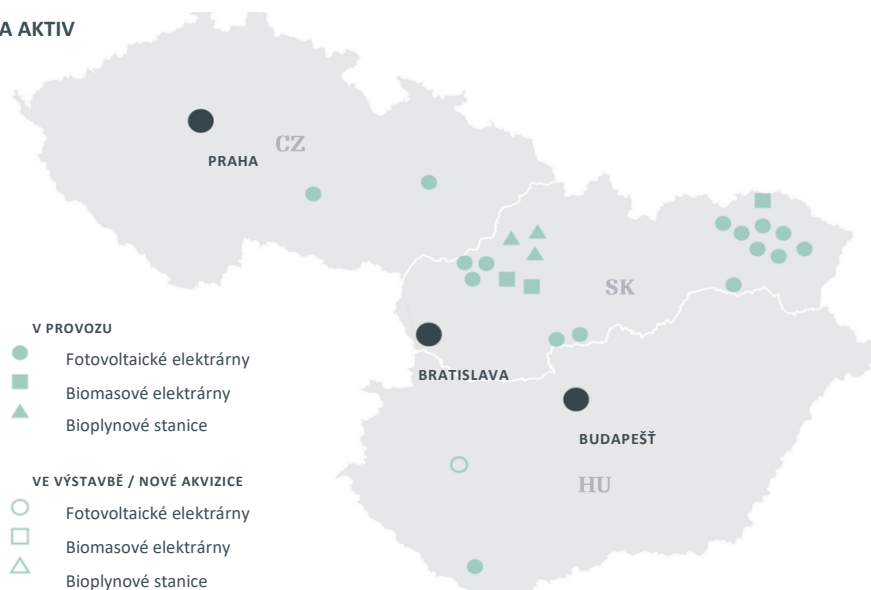 A AKTIV
CZ
PRAHA
SK
V PROVOZU
Fotovoltaické elektrárny
Biomasové elektrárny
Bioplynové stanice
BRATISLAVA
BUDAPEŠŤ
HU
VE VÝSTAVBĚ / NOVÉ AKVIZICE
Fotovoltaické elektrárny
Biomasové elektrárny
Bioplynové stanice